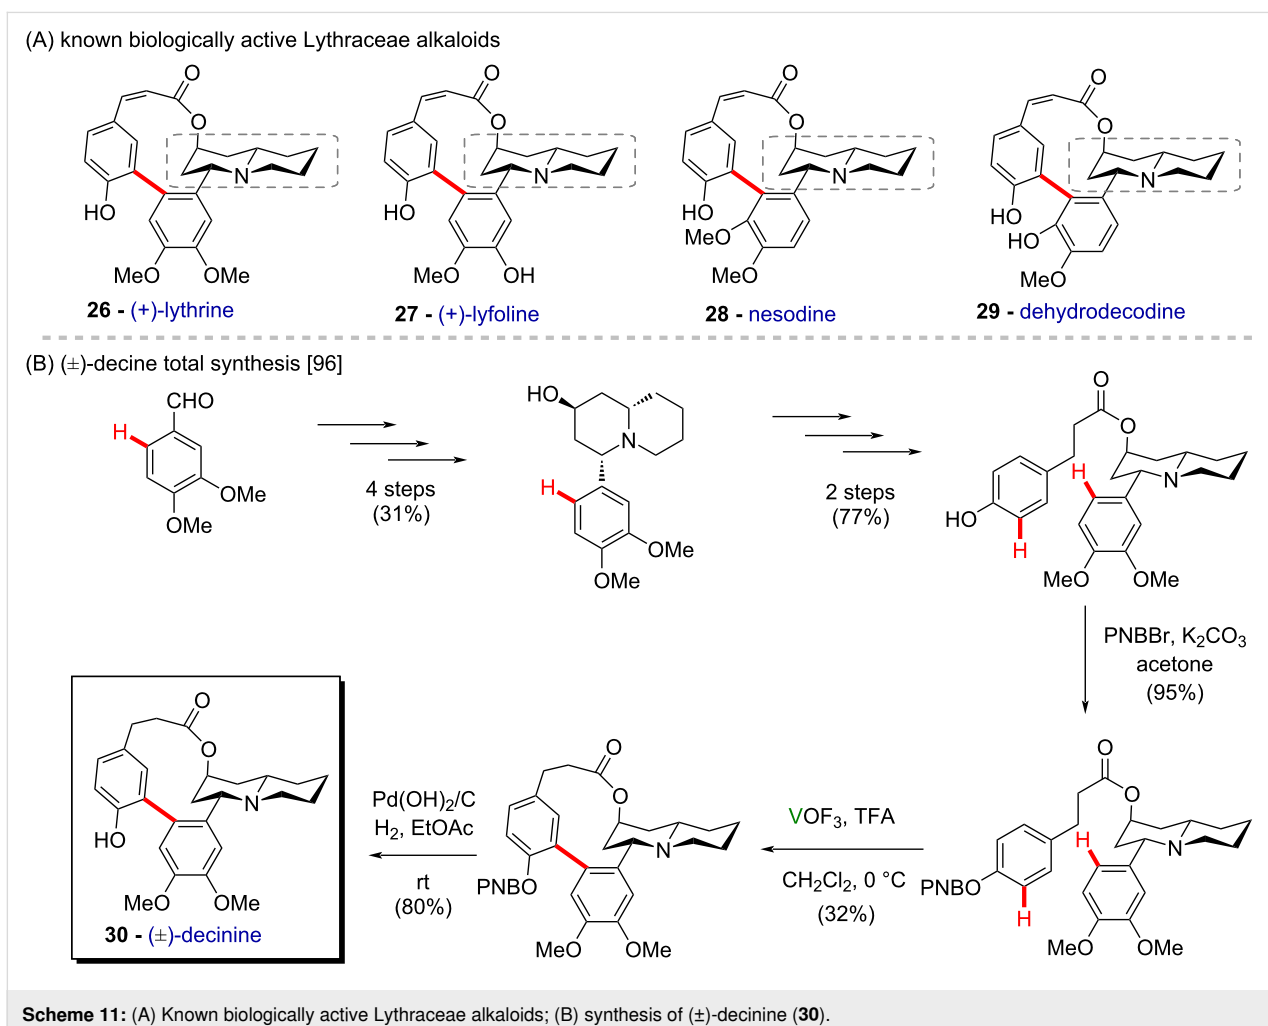 (A) known biologically active Lythraceae alkaloids
O
O
N
HO
MeO
OMe
26 - (+)-lythrine
O
O
N
HO
MeO
OH
27 - (+)-lyfoline
O
O
N
HO
MeO
MeO
28 - nesodine
O
O
N
HO
HO
MeO
29 - dehydrodecodine
(B) (±)-decine total synthesis [96]
CHO
H
OMe
OMe
4 steps
(31%)
HO
N
H
OMe
OMe
2 steps
(77%)
O
O
N
H
HO
H
MeO
OMe
PNBBr, K2CO3
acetone
(95%)
O
O
N
H
PNBO
H
MeO
OMe
VOF3, TFA
CH2Cl2, 0 °C
(32%)
O
O
N
PNBO
MeO
OMe
Pd(OH)2/C
H2, EtOAc
rt
(80%)
O
O
N
HO
MeO
OMe
30 - (±)-decinine
Scheme 11: (A) Known biologically active Lythraceae alkaloids; (B) synthesis of (±)-decinine (30).